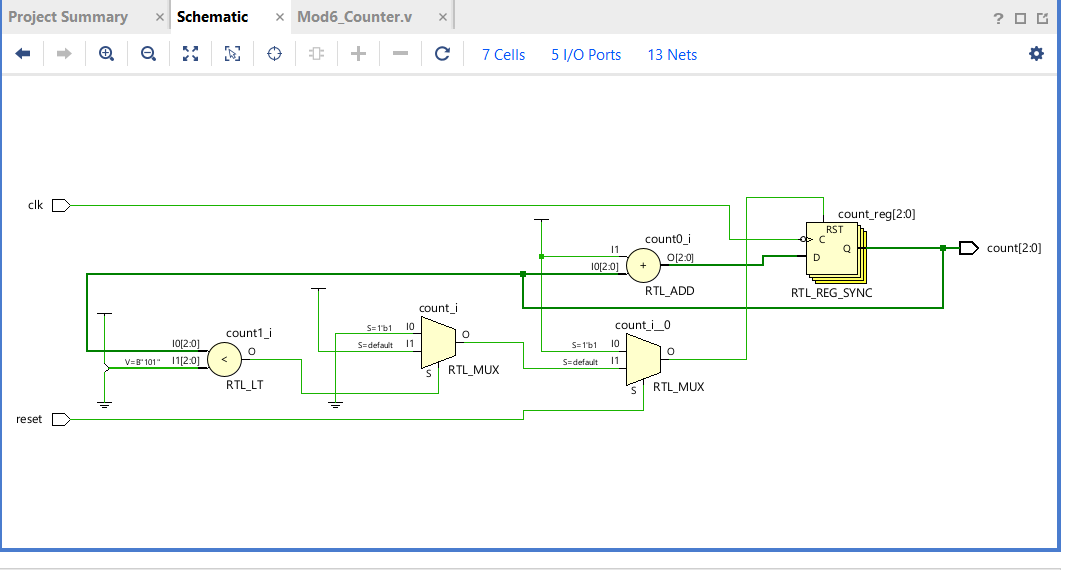 Project Summary × Schematic × Mod6_Counter.v ×
7 Cells 5 I/O Ports 13 Nets
clk
count_reg[2:0]
RST
C
Q
D
count[2:0]
RTL_REG_SYNC
count0_i
I1
I0[2:0]
+
O[2:0]
RTL_ADD
count_i
S=1'b1 I0
S=default I1
O
S
RTL_MUX
count_i__0
S=1'b1 I0
S=default I1
O
S
RTL_MUX
count1_i
I0[2:0]
V=B"101" I1[2:0]
<
O
RTL_LT
reset